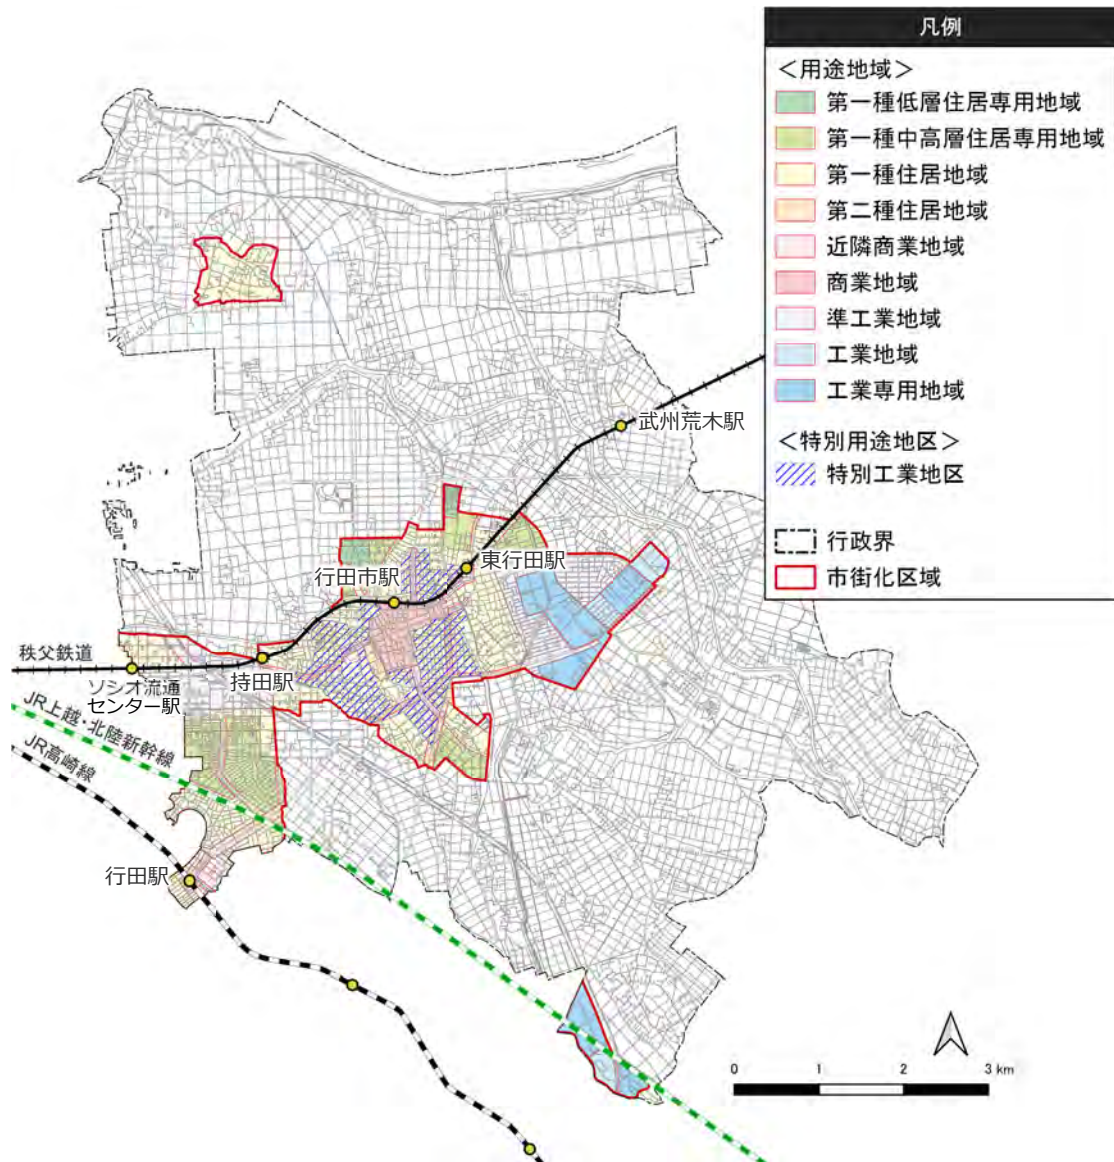 凡例
＜用途地域＞
第一種低層住居専用地域
第一種中高層住居専用地域
第一種住居地域
第二種住居地域
近隣商業地域
商業地域
準工業地域
工業地域
工業専用地域
＜特別用途地区＞
特別工業地区
行政界
市街化区域
武州荒木駅
東行田駅
行田市駅
秩父鉄道
持田駅
ソシオ流通
センター駅
JR上越・北陸新幹線
JR高崎線
行田駅
0 1 2 3 km